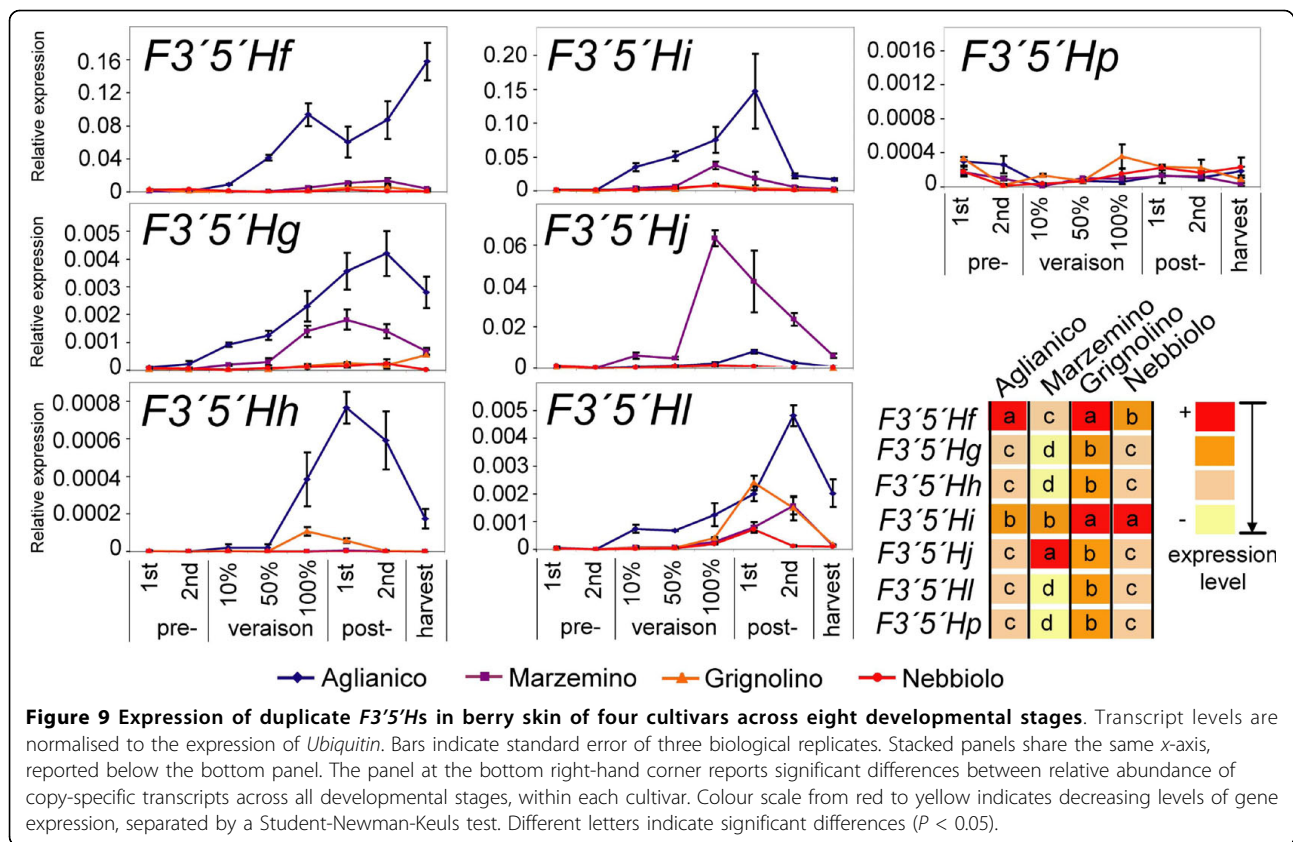 F3´5´Hf
Relative expression
0.16
0.12
0.08
0.04
0
F3´5´Hi
0.20
0.15
0.10
0.05
0.00
F3´5´Hp
Relative expression
0.0016
0.0012
0.0008
0.0004
0
1st
2nd
10%
50%
100%
1st
2nd
harvest
pre-
veraison
post-
F3´5´Hg
Relative expression
0.005
0.004
0.003
0.002
0.001
0
F3´5´Hj
0.06
0.04
0.02
0
F3´5´Hh
Relative expression
0.0008
0.0006
0.0004
0.0002
0
1st
2nd
10%
50%
100%
1st
2nd
harvest
pre-
veraison
post-
F3´5´Hl
0.005
0.004
0.003
0.002
0.001
0
1st
2nd
10%
50%
100%
1st
2nd
harvest
pre-
veraison
post-
Aglianico
Marzemino
Grignolino
Nebbiolo
F3´5´Hf a c a b
F3´5´Hg c d b c
F3´5´Hh c d b c
F3´5´Hi b b a a
F3´5´Hj c a b c
F3´5´Hl c d b c
F3´5´Hp c d b c
+
-
expression
level
Aglianico Marzemino Grignolino Nebbiolo
Figure 9 Expression of duplicate F3'5'Hs in berry skin of four cultivars across eight developmental stages. Transcript levels are
normalised to the expression of Ubiquitin. Bars indicate standard error of three biological replicates. Stacked panels share the same x-axis,
reported below the bottom panel. The panel at the bottom right-hand corner reports significant differences between relative abundance of
copy-specific transcripts across all developmental stages, within each cultivar. Colour scale from red to yellow indicates decreasing levels of gene
expression, separated by a Student-Newman-Keuls test. Different letters indicate significant differences (P < 0.05).